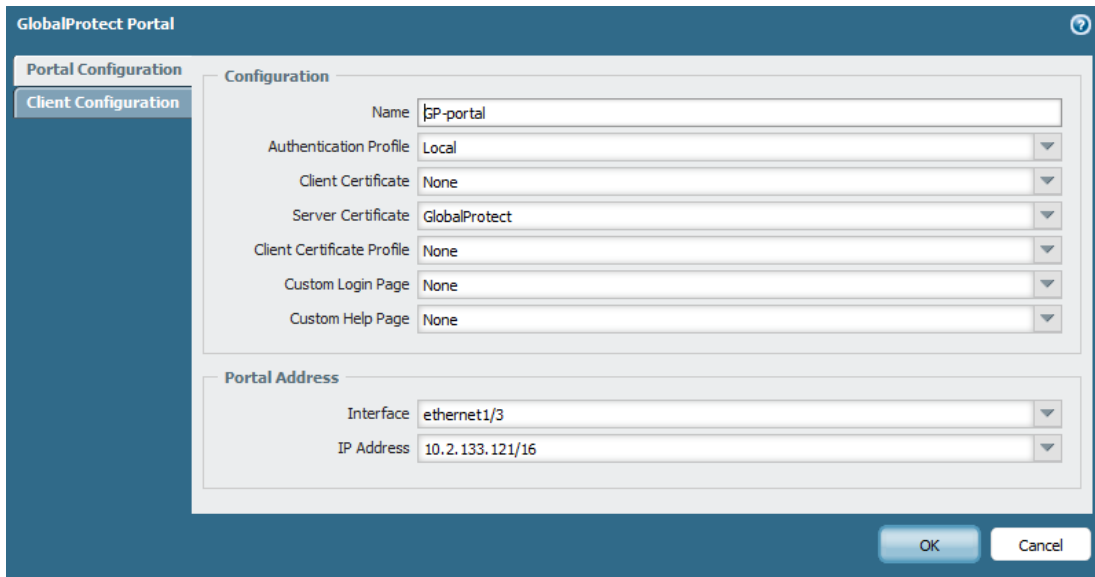 GlobalProtect Portal
Portal Configuration
Client Configuration
Configuration
Name GP-portal
Authentication Profile Local
Client Certificate None
Server Certificate GlobalProtect
Client Certificate Profile None
Custom Login Page None
Custom Help Page None
Portal Address
Interface ethernet1/3
IP Address 10.2.133.121/16
OK Cancel